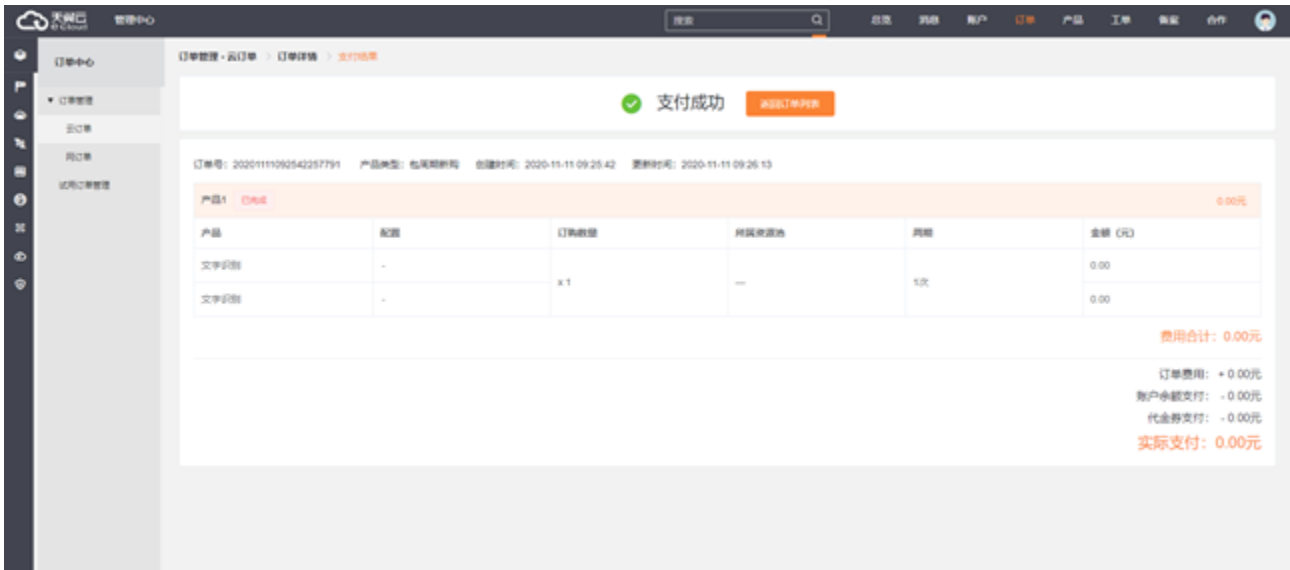 天翼云 e Cloud 管理中心 搜索 总览 消息 账户 订单 产品 工单 备案 合作
订单中心
订单管理 - 云订单 > 订单详情 > 支付结果
订单管理
云订单
网订单
试用订单管理
支付成功 返回订单列表
订单号: 20201111092542257791 产品类型: 包周期新购 创建时间: 2020-11-11 09:25:42 更新时间: 2020-11-11 09:26:13
产品1 已完成 0.00元
产品 配置 订购数量 所属资源池 周期 金额 (元)
文字识别 - x 1 — 1次 0.00
文字识别 - 0.00
费用合计: 0.00元
订单费用: + 0.00元
账户余额支付: - 0.00元
代金券支付: - 0.00元
实际支付: 0.00元